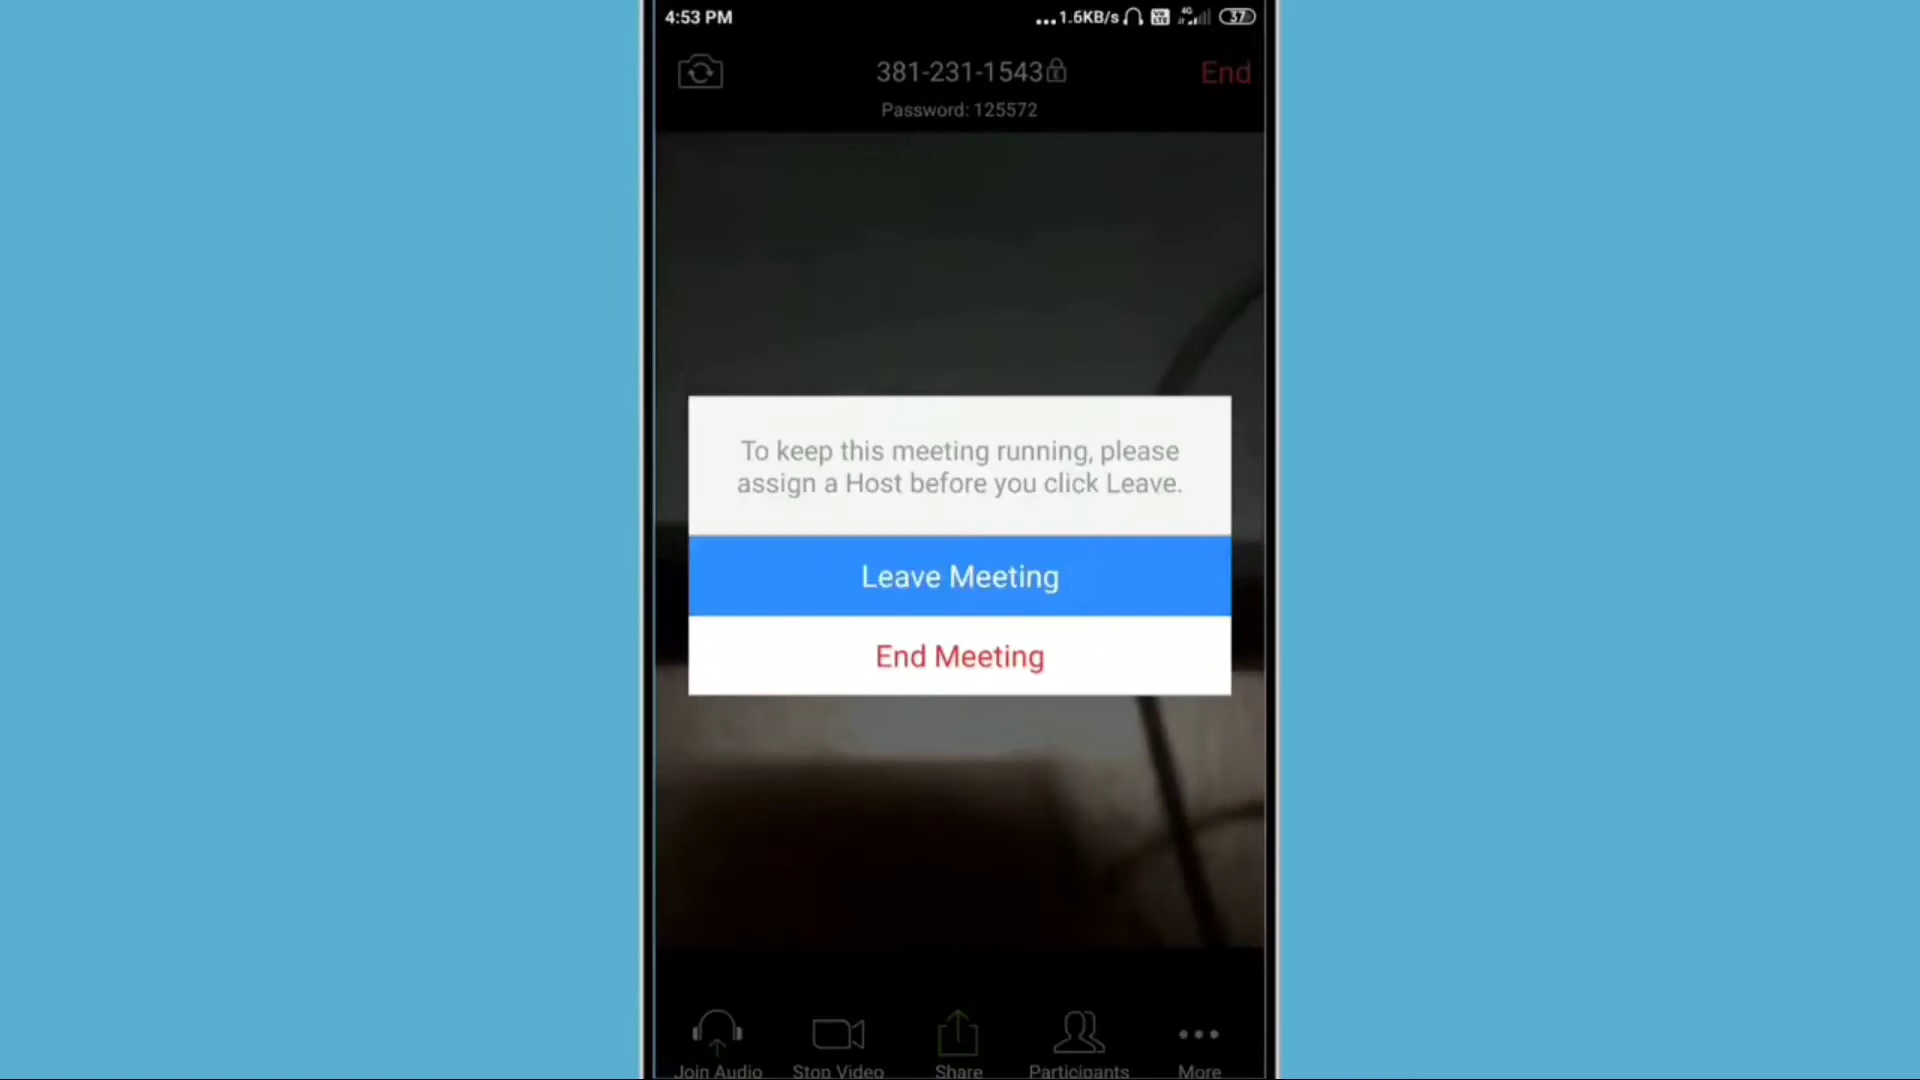 4:53 PM
...1.6KB/s 4G 37
381-231-1543
End
Password: 125572
To keep this meeting running, please
assign a Host before you click Leave.
Leave Meeting
End Meeting
Join Audio
Stop Video
Share
Participants
More